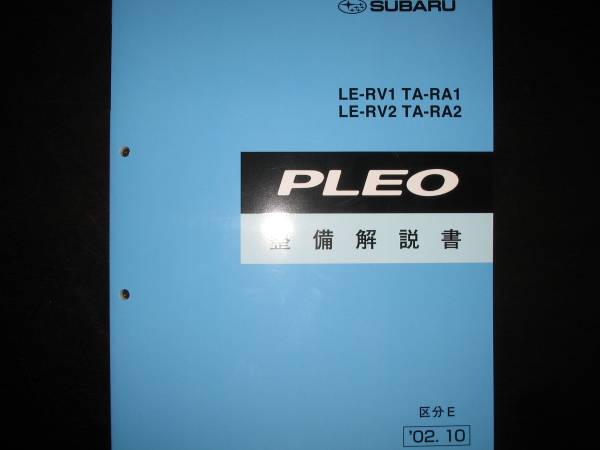 SUBARU
LE-RV1 TA-RA1
LE-RV2 TA-RA2
PLEO
整備解説書
区分E
'02.10